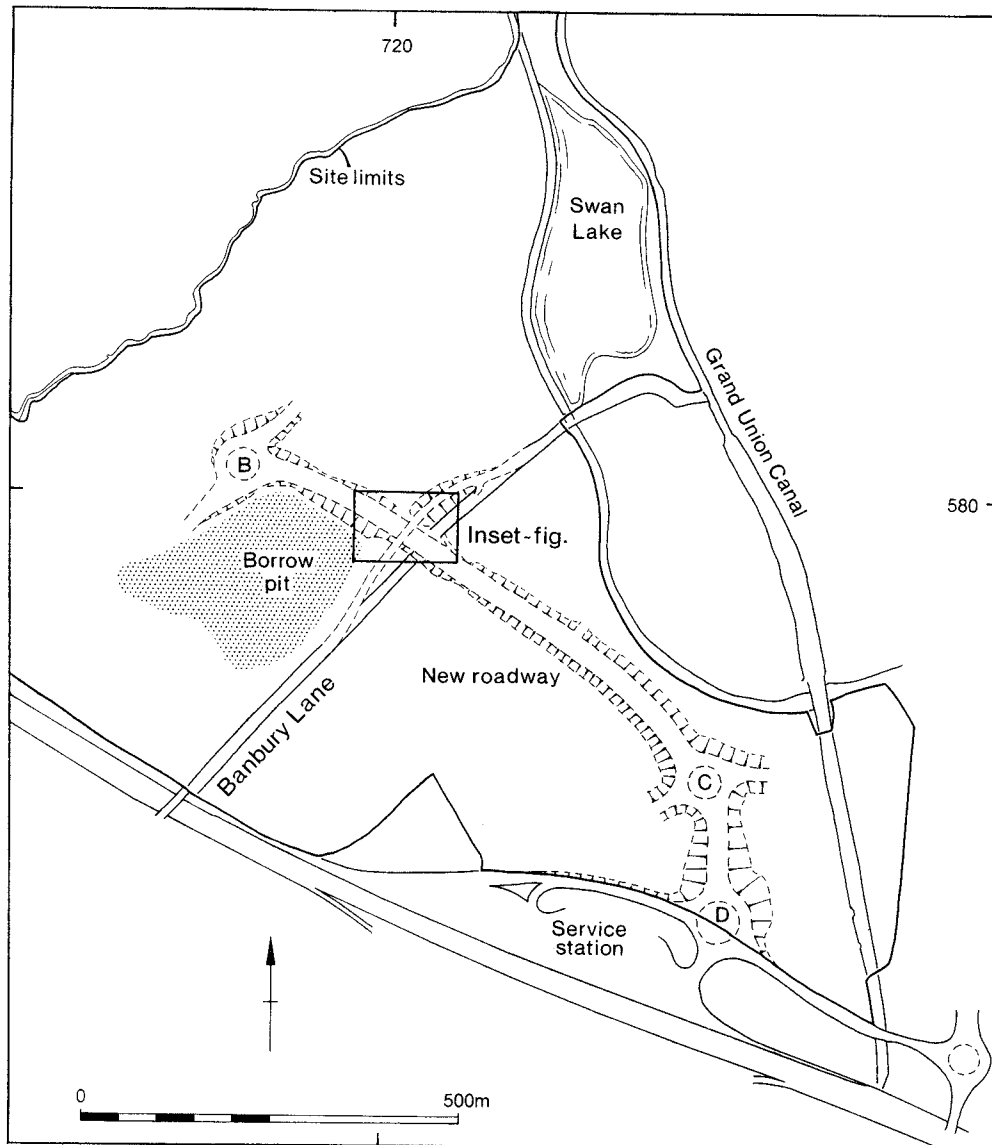 720
Site limits
Swan
Lake
Grand Union Canal
B
580
Inset-fig.
Borrow
pit
New roadway
Banbury Lane
C
D
Service
station
0
500m